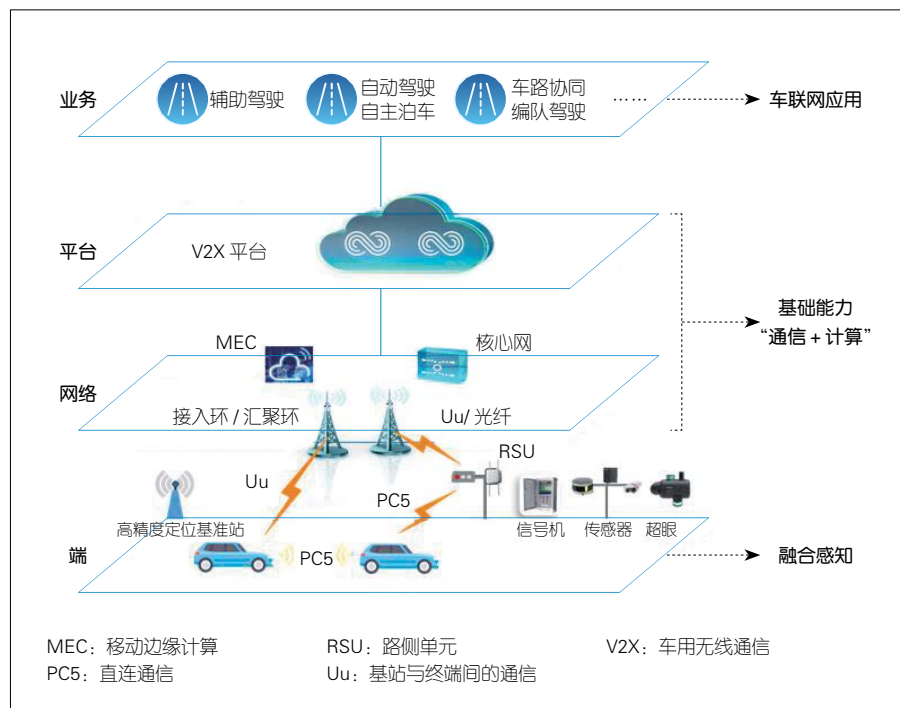 业务
辅助驾驶
自动驾驶
自主泊车
车路协同
编队驾驶
……
车联网应用
平台
V2X 平台
基础能力
“通信 + 计算”
MEC
核心网
网络
接入环 / 汇聚环
Uu/ 光纤
RSU
Uu
PC5
高精度定位基准站
信号机
传感器
超眼
端
PC5
融合感知
MEC：移动边缘计算
RSU：路侧单元
V2X：车用无线通信
PC5：直连通信
Uu：基站与终端间的通信